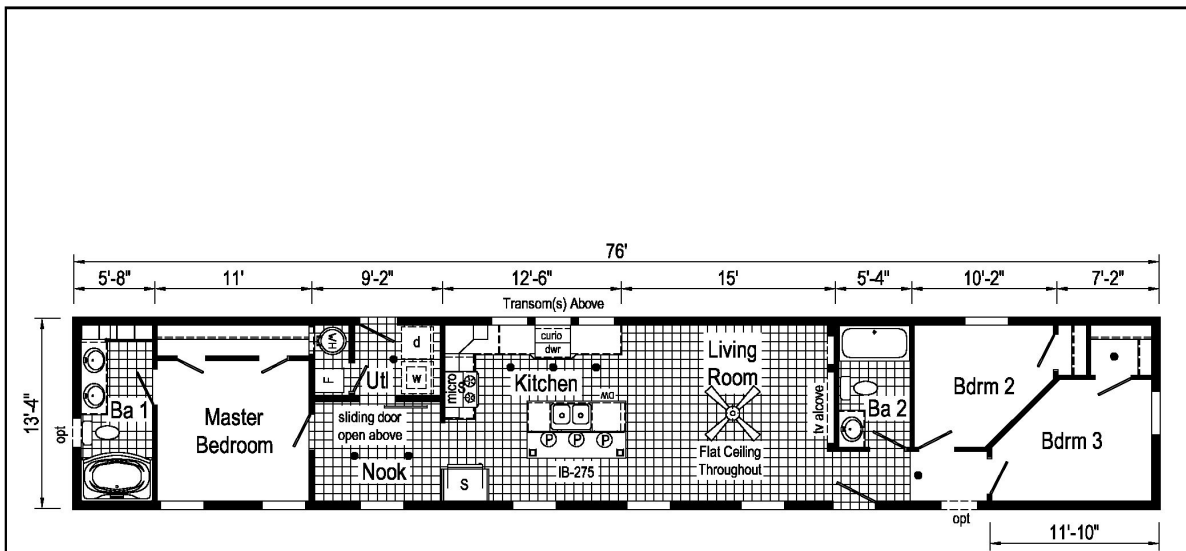 76'
5'-8" 11' 9'-2" 12'-6" 15' 5'-4" 10'-2" 7'-2"
Transom(s) Above
13'-4"
WH
d
curio
dwr
Living
Room
F
Utl
w
micro
S
Kitchen
DW
tv alcove
Ba 1
Master
Bedroom
sliding door
open above
Ba 2
Bdrm 2
Bdrm 3
opt
Nook
P P P
IB-275
Flat Ceiling
Throughout
S
opt
11'-10"